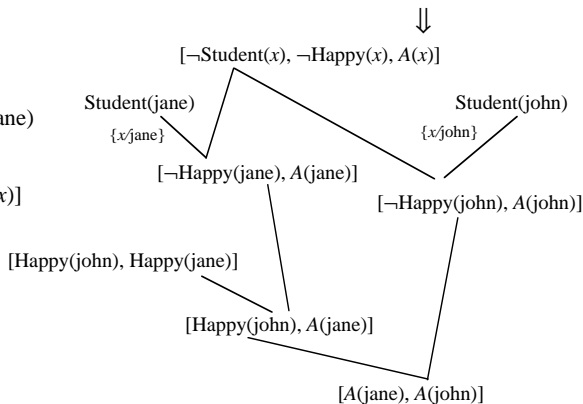 ⇓
[¬Student(x), ¬Happy(x), A(x)]
Student(jane)
Student(john)
ane)
{x/jane}
{x/john}
[¬Happy(jane), A(jane)]
x)]
[¬Happy(john), A(john)]
[Happy(john), Happy(jane)]
[Happy(john), A(jane)]
[A(jane), A(john)]